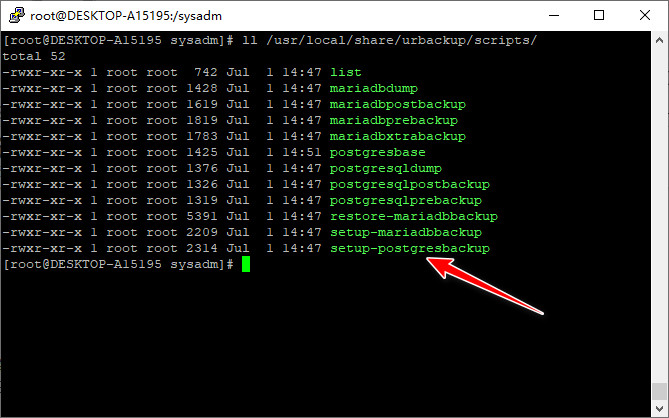 root@DESKTOP-A15195:/sysadm
[root@DESKTOP-A15195 sysadm]# ll /usr/local/share/urbackup/scripts/
total 52
-rwxr-xr-x 1 root root  742 Jul  1 14:47 list
-rwxr-xr-x 1 root root 1428 Jul  1 14:47 mariadbdump
-rwxr-xr-x 1 root root 1619 Jul  1 14:47 mariadbpostbackup
-rwxr-xr-x 1 root root 1819 Jul  1 14:47 mariadbprebackup
-rwxr-xr-x 1 root root 1783 Jul  1 14:47 mariadbxtrabackup
-rwxr-xr-x 1 root root 1425 Jul  1 14:51 postgresbase
-rwxr-xr-x 1 root root 1376 Jul  1 14:47 postgresqldump
-rwxr-xr-x 1 root root 1326 Jul  1 14:47 postgresqlpostbackup
-rwxr-xr-x 1 root root 1319 Jul  1 14:47 postgresqlprebackup
-rwxr-xr-x 1 root root 5391 Jul  1 14:47 restore-mariadbbackup
-rwxr-xr-x 1 root root 2209 Jul  1 14:47 setup-mariadbbackup
-rwxr-xr-x 1 root root 2314 Jul  1 14:47 setup-postgresbackup
[root@DESKTOP-A15195 sysadm]#